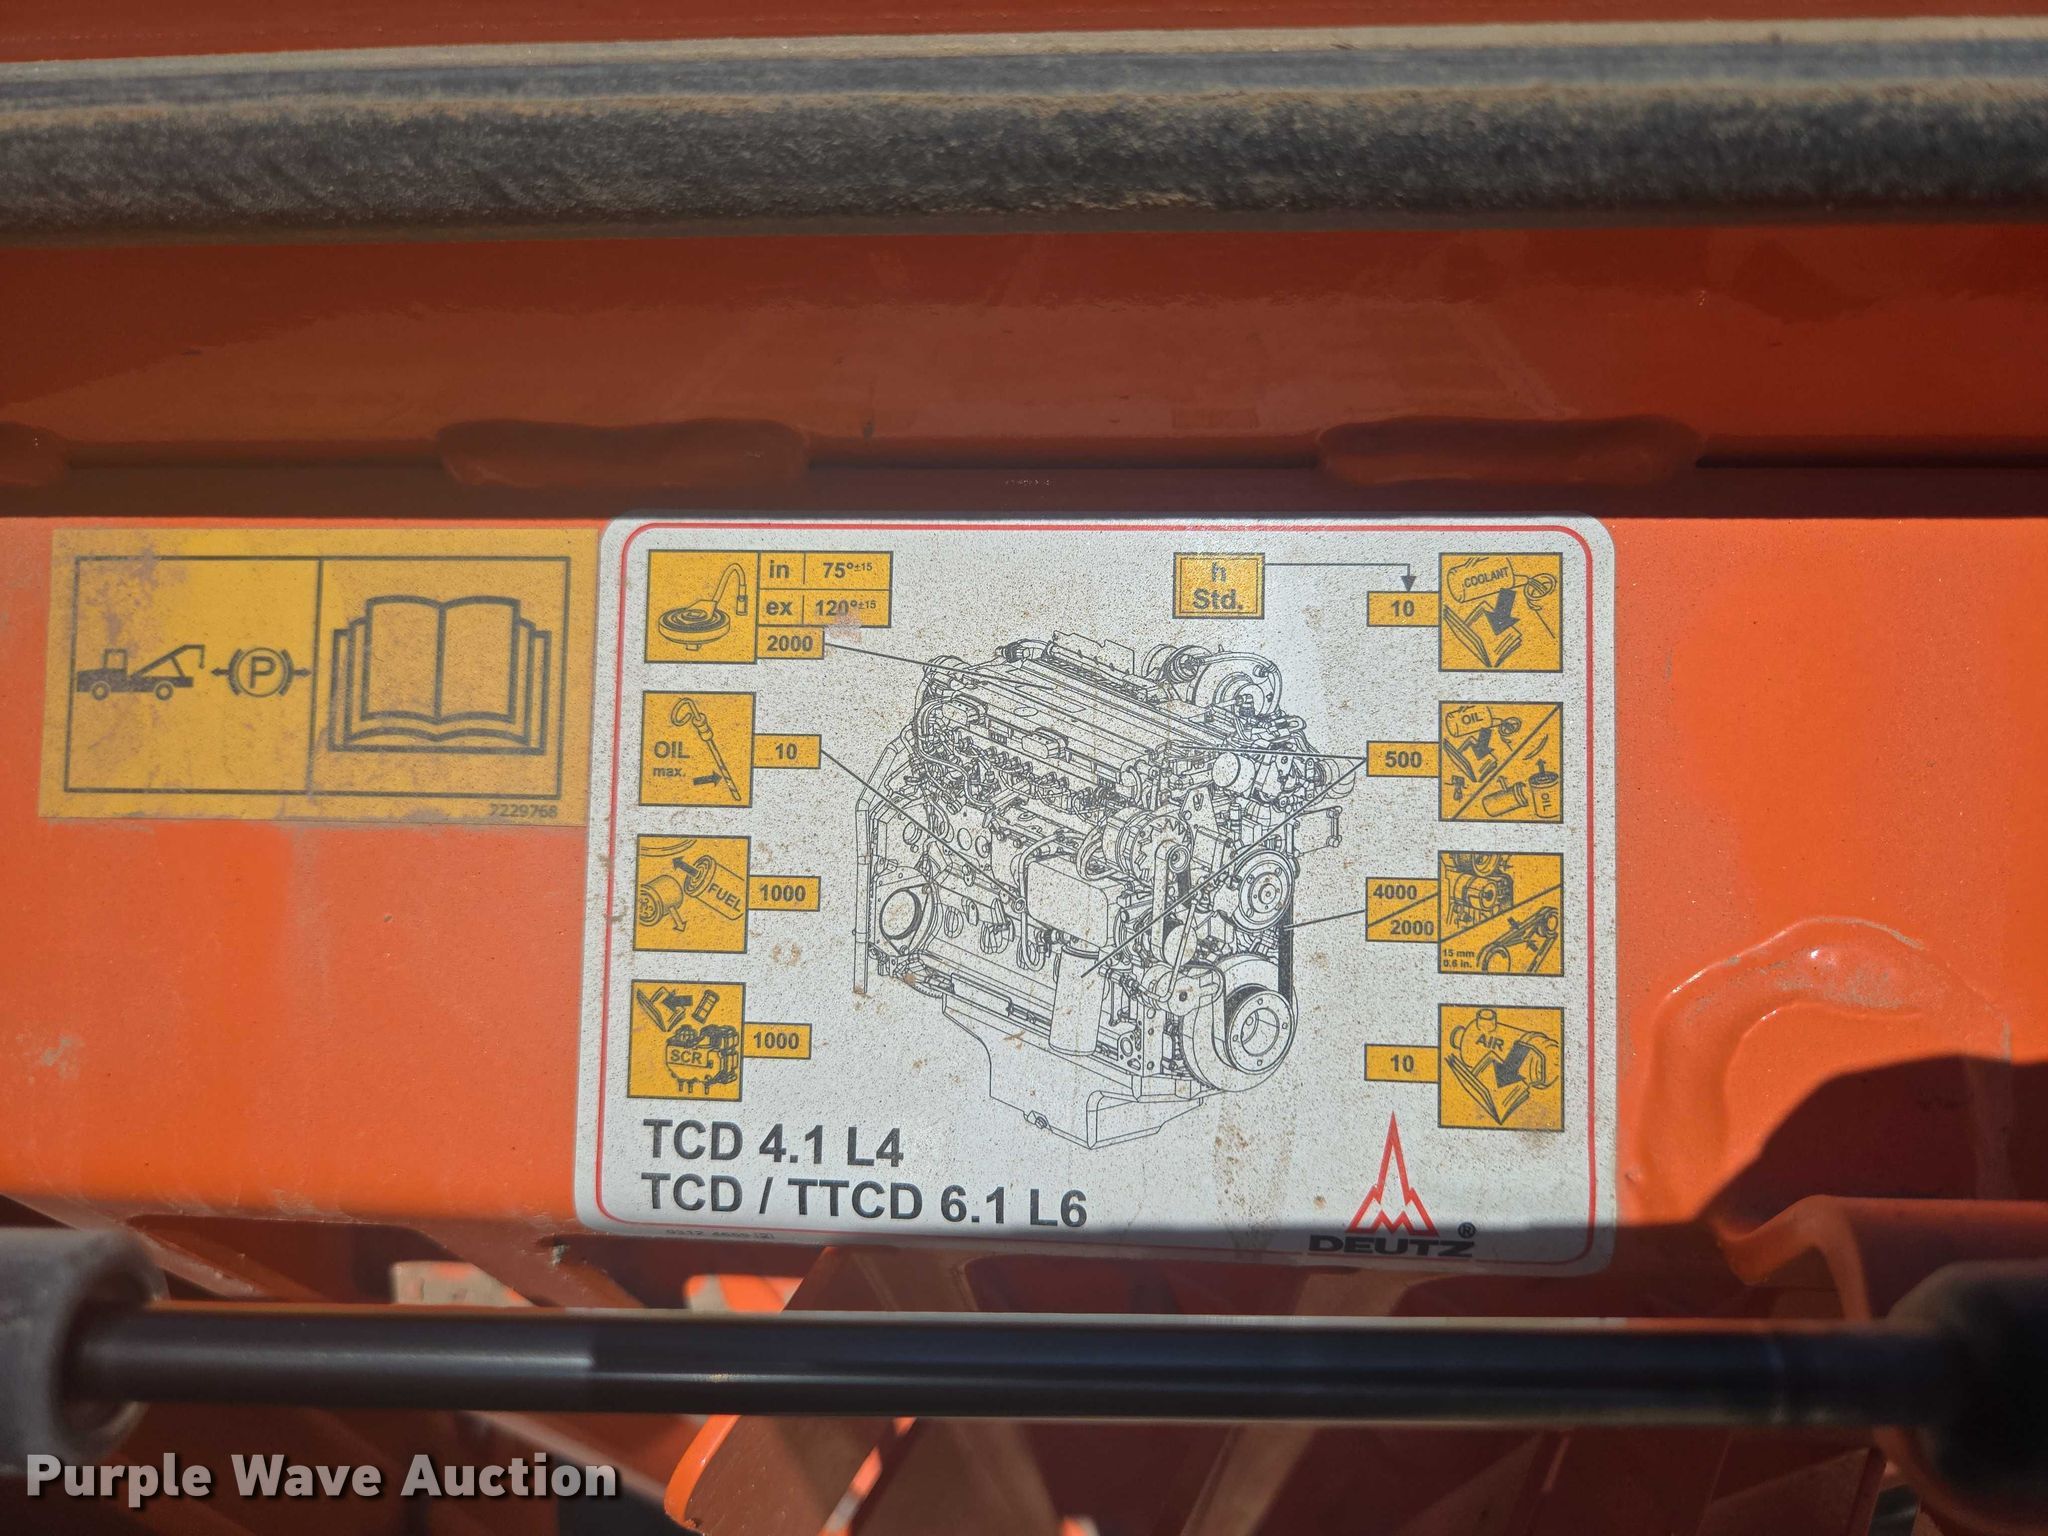 P
7229768
in 75°±15
ex 120°±15
2000
OIL
max.
10
FUEL
1000
SCR
1000
h
Std.
10
COOLANT
500
OIL
OIL
4000
2000
15 mm
0.6 in.
10
AIR
TCD 4.1 L4
TCD / TTCD 6.1 L6
DEUTZ®
Purple Wave Auction